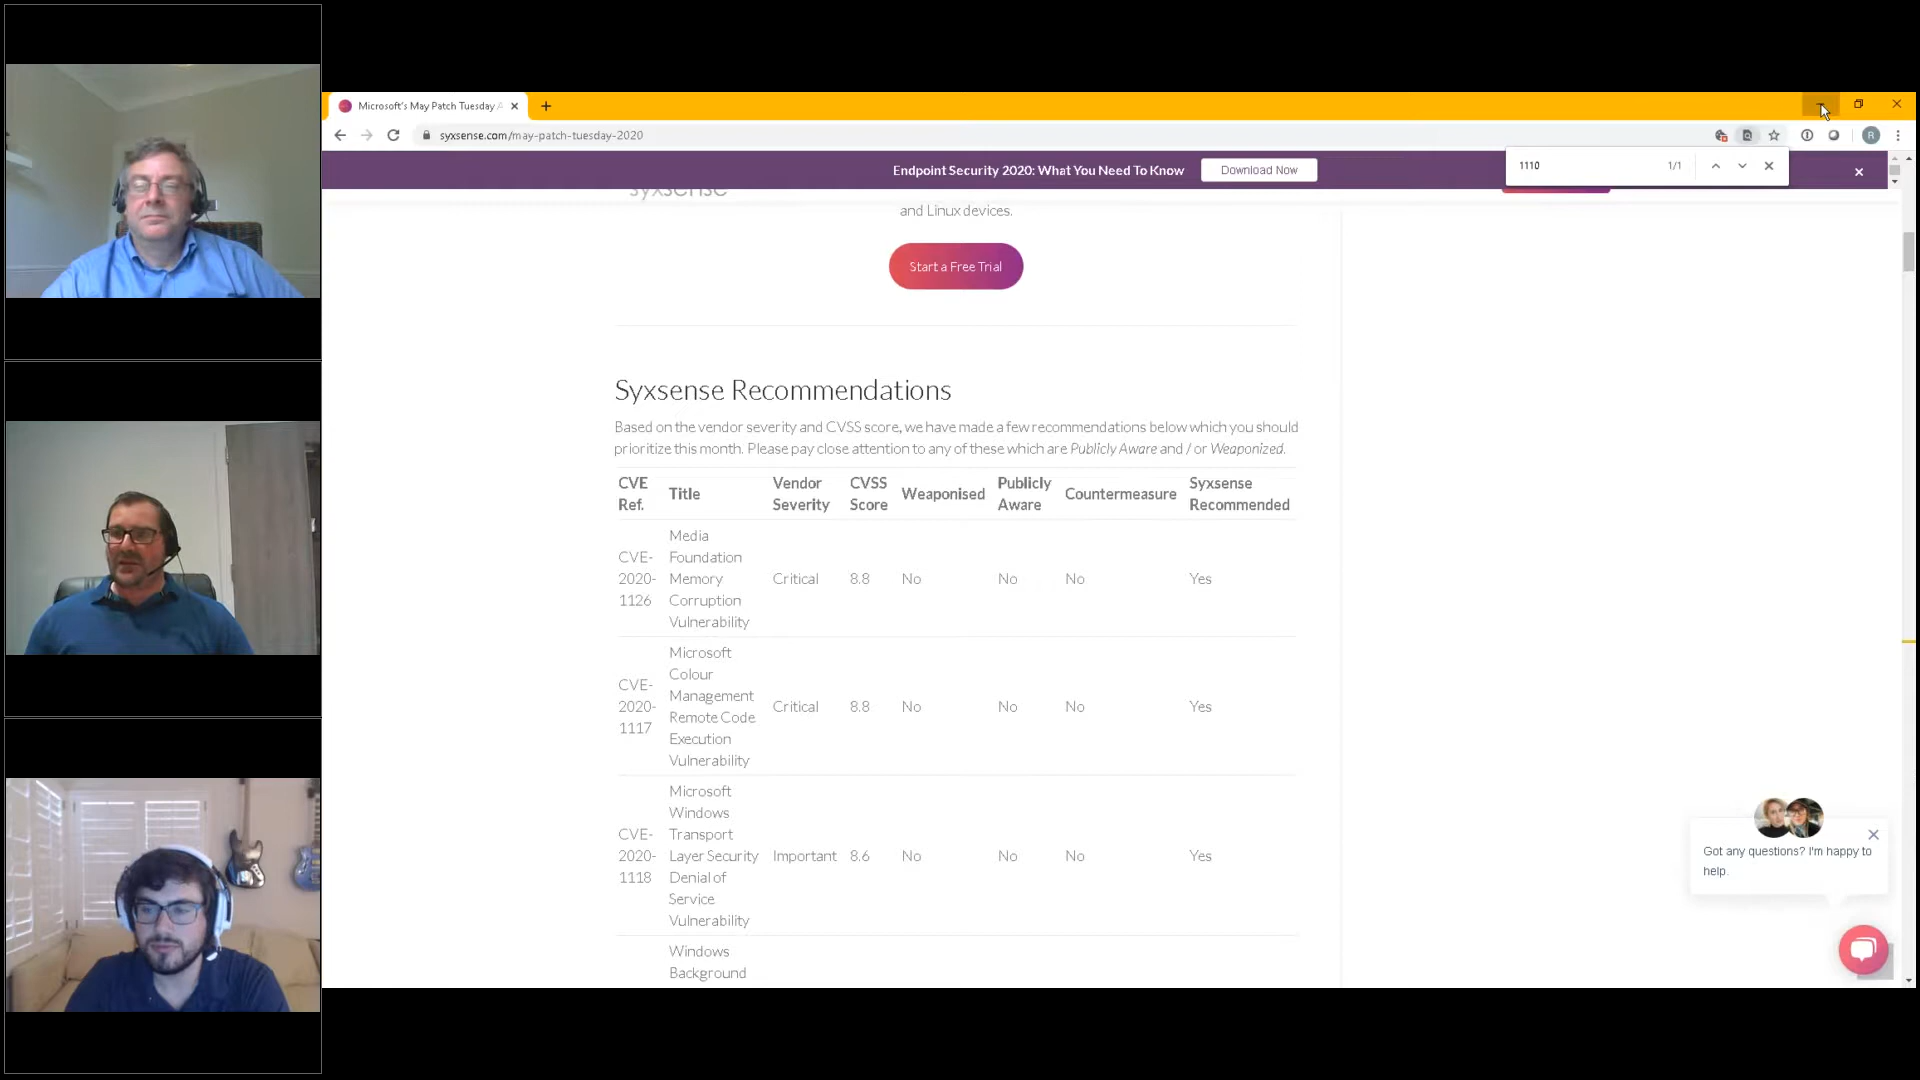 Microsoft's May Patch Tuesday
syxsense.com/may-patch-tuesday-2020
R
1110
1/1
Endpoint Security 2020: What You Need To Know
Download Now
syxsense
and Linux devices.
Start a Free Trial
Syxsense Recommendations
Based on the vendor severity and CVSS score, we have made a few recommendations below which you should
prioritize this month. Please pay close attention to any of these which are Publicly Aware and / or Weaponized.
CVE Ref. Title Vendor Severity CVSS Score Weaponised Publicly Aware Countermeasure Syxsense Recommended
CVE-2020-1126 Media Foundation Memory Corruption Vulnerability Critical 8.8 No No No Yes
CVE-2020-1117 Microsoft Colour Management Remote Code Execution Vulnerability Critical 8.8 No No No Yes
CVE-2020-1118 Microsoft Windows Transport Layer Security Denial of Service Vulnerability Important 8.6 No No No Yes
Windows
Background
Got any questions? I'm happy to
help.